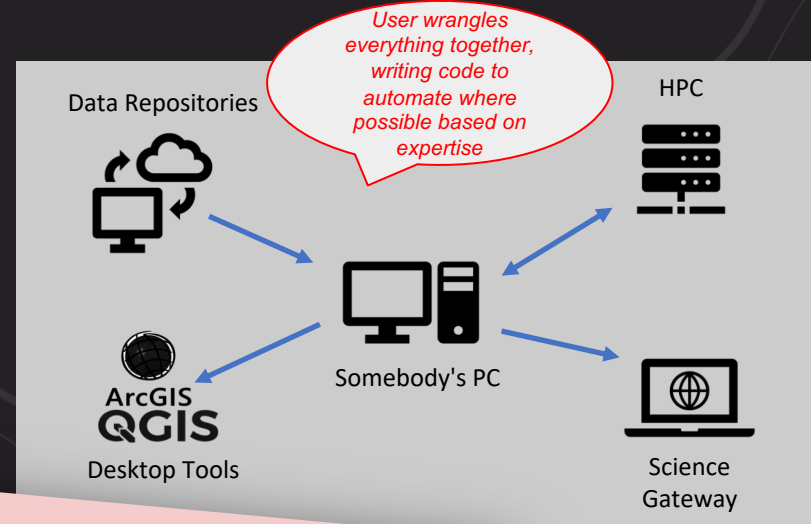 User wrangles
everything together,
writing code to
automate where
possible based on
expertise
Data Repositories
HPC
Somebody's PC
ArcGIS
QGIS
Desktop Tools
Science
Gateway